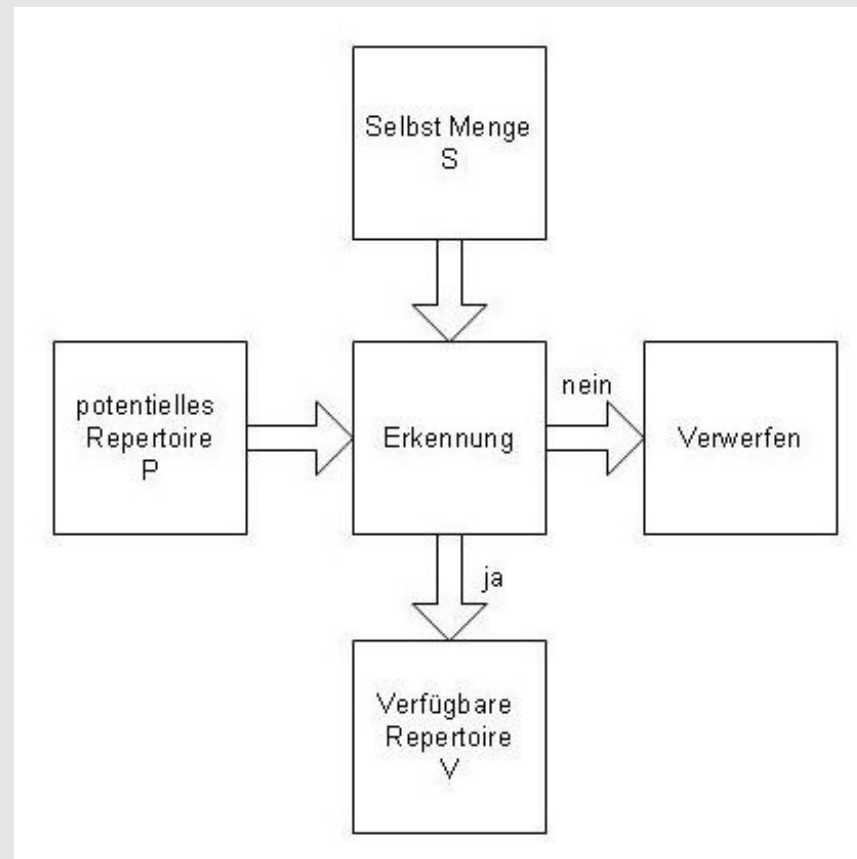 Selbst Menge
S
potentielles
Repertoire
P
Erkennung
nein
Verwerfen
ja
Verfügbare
Repertoire
V